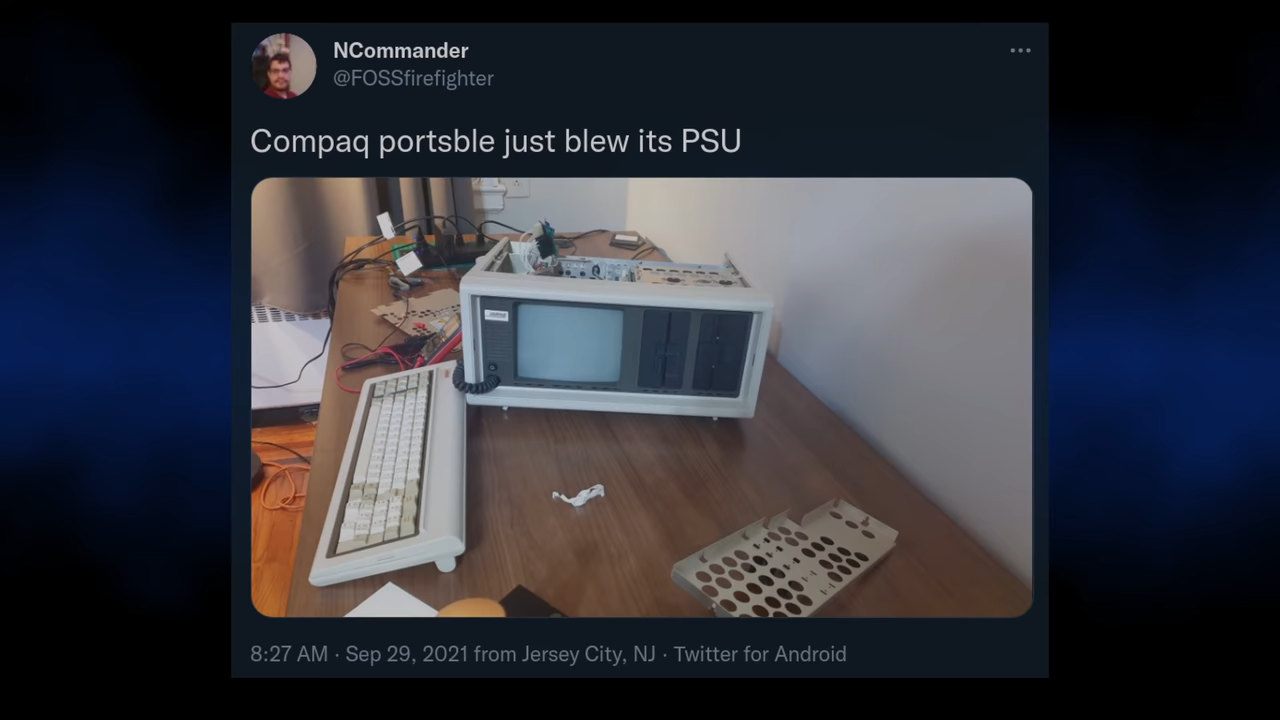 NCommander
@FOSSfirefighter
Compaq portsble just blew its PSU
8:27 AM · Sep 29, 2021 from Jersey City, NJ · Twitter for Android